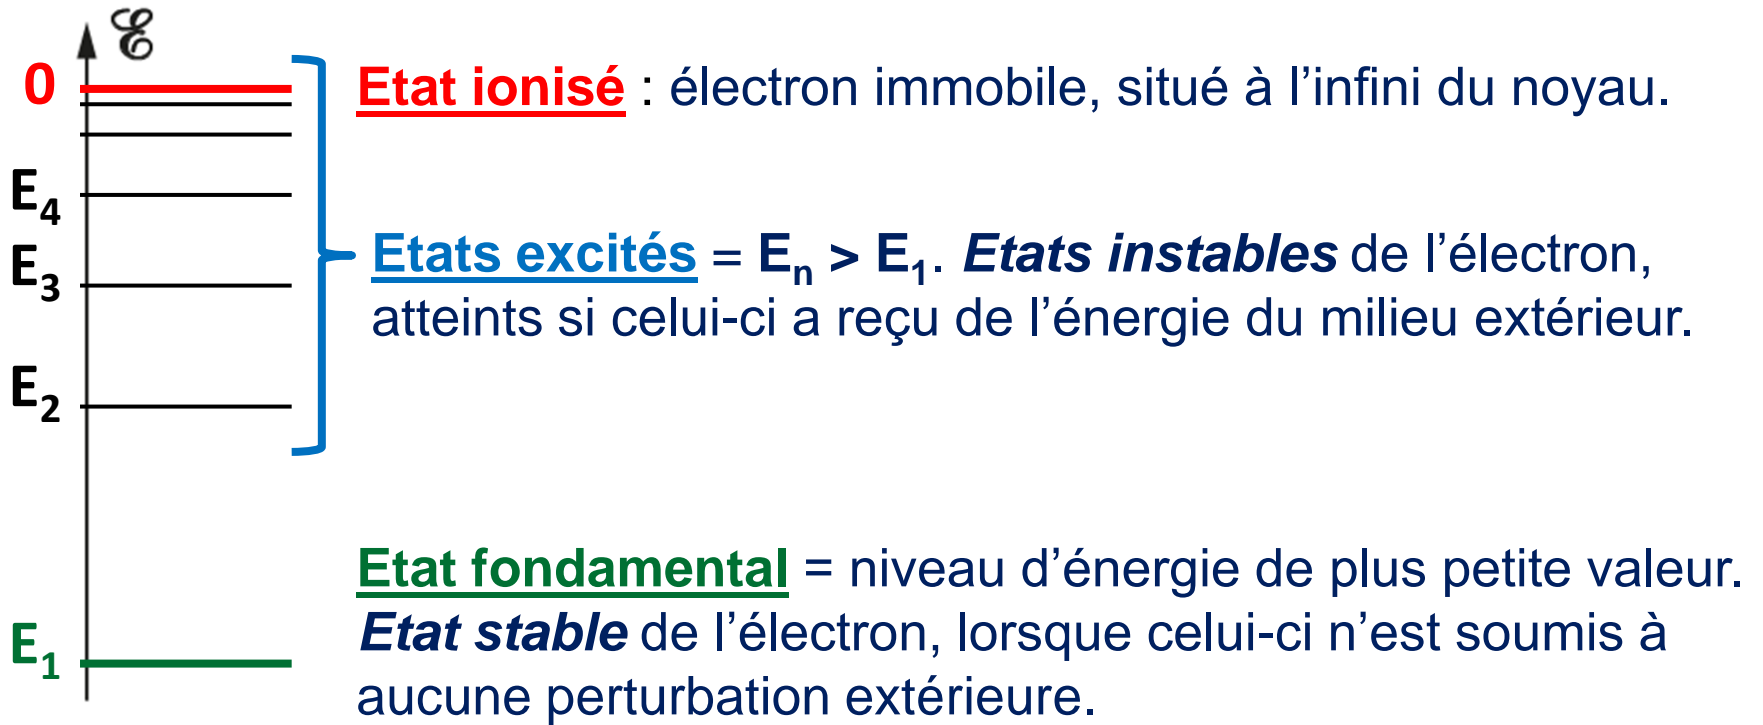 ℰ
0
Etat ionisé : électron immobile, situé à l’infini du noyau.
E4
E3
Etats excités = En > E1. Etats instables de l’électron,
atteints si celui-ci a reçu de l’énergie du milieu extérieur.
E2
Etat fondamental = niveau d’énergie de plus petite valeur.
E1
Etat stable de l’électron, lorsque celui-ci n’est soumis à
aucune perturbation extérieure.